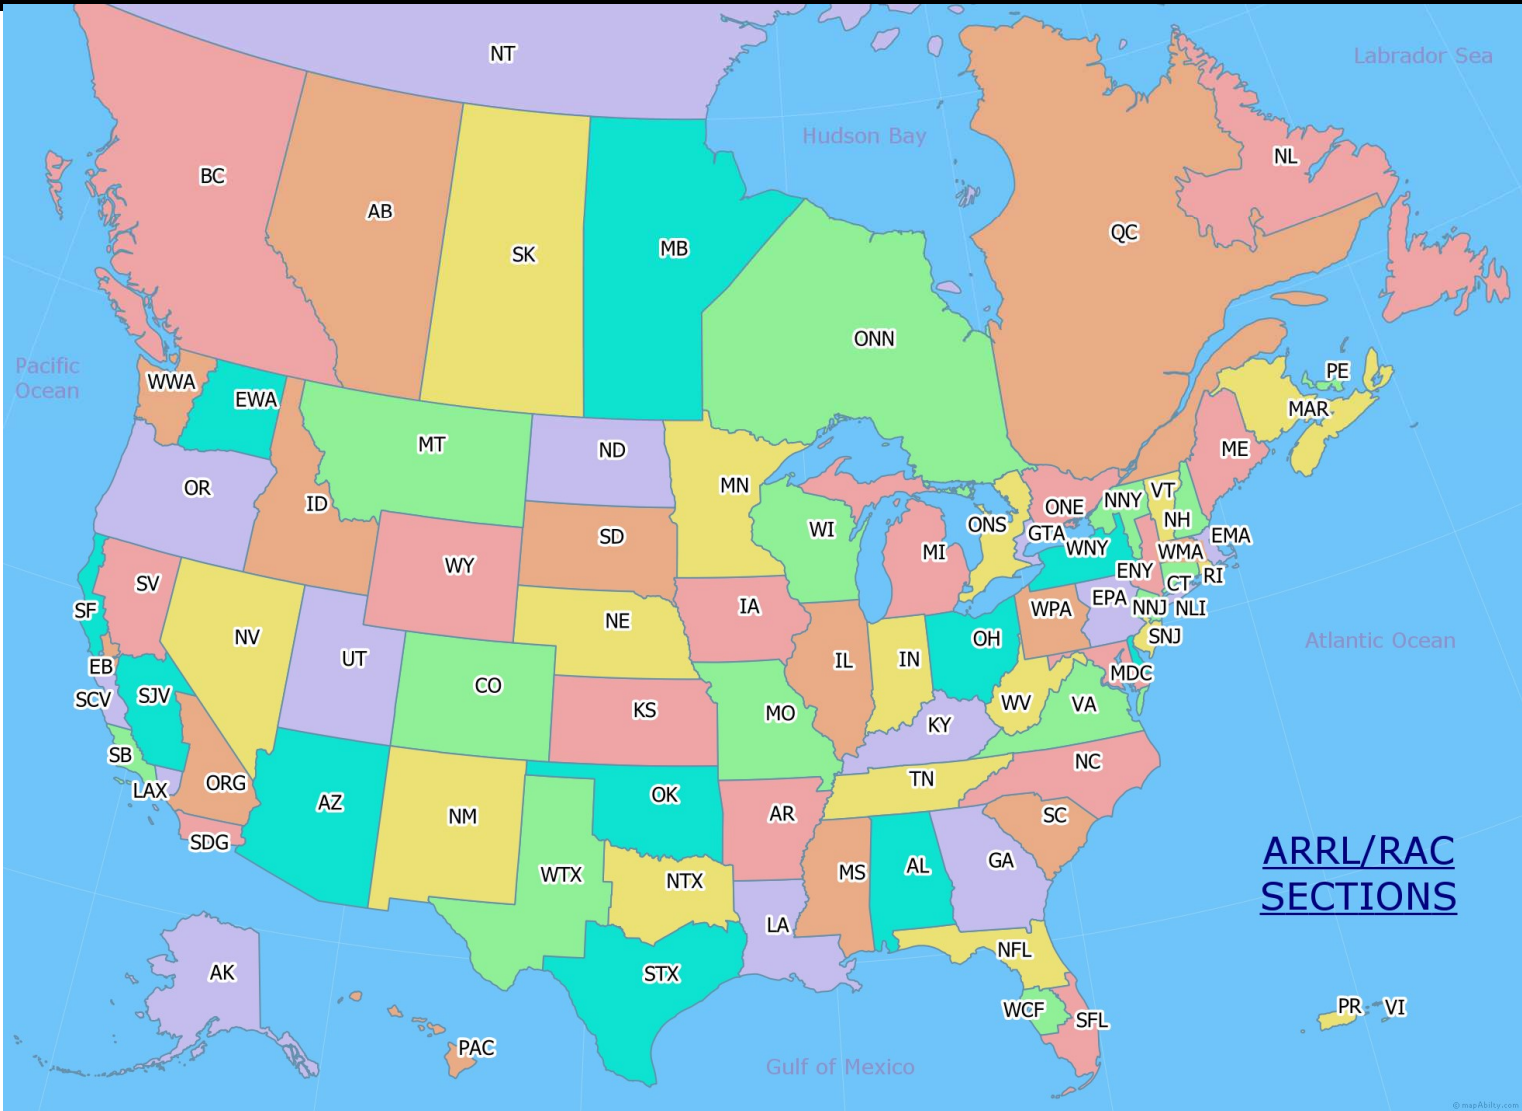 NT
Labrador Sea
Hudson Bay
NL
BC
AB
QC
MB
SK
ONN
Pacific
Ocean
PE
WWA
EWA
MAR
MT
ND
ME
OR
ID
MN
VT
NNY
ONE
NH
ONS
WI
GTA
SD
EMA
WNY
MI
WMA
WY
ENY
RI
SV
CT
EPA
IA
NNJ
NLI
WPA
SF
NE
NV
OH
SNJ
Atlantic Ocean
UT
IL
IN
EB
MDC
CO
SJV
SCV
WV
VA
KS
MO
KY
SB
NC
TN
ORG
LAX
OK
AZ
AR
SC
NM
SDG
ARRL/RAC
SECTIONS
GA
AL
MS
WTX
NTX
LA
NFL
AK
STX
PR
VI
WCF
SFL
PAC
Gulf of Mexico
© mapAbility.com